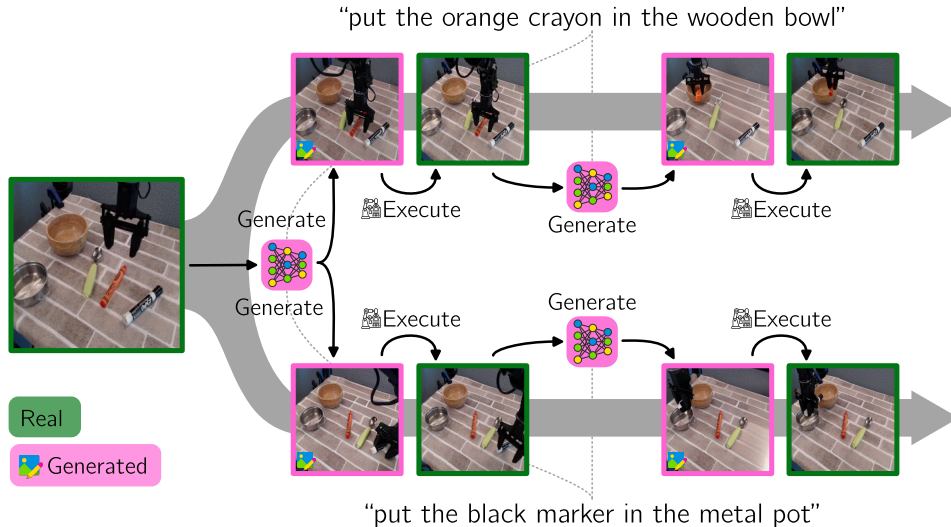 “put the orange crayon in the wooden bowl”
Generate
Execute
Generate
Execute
Generate
Execute
Generate
Execute
Real
Generated
“put the black marker in the metal pot”